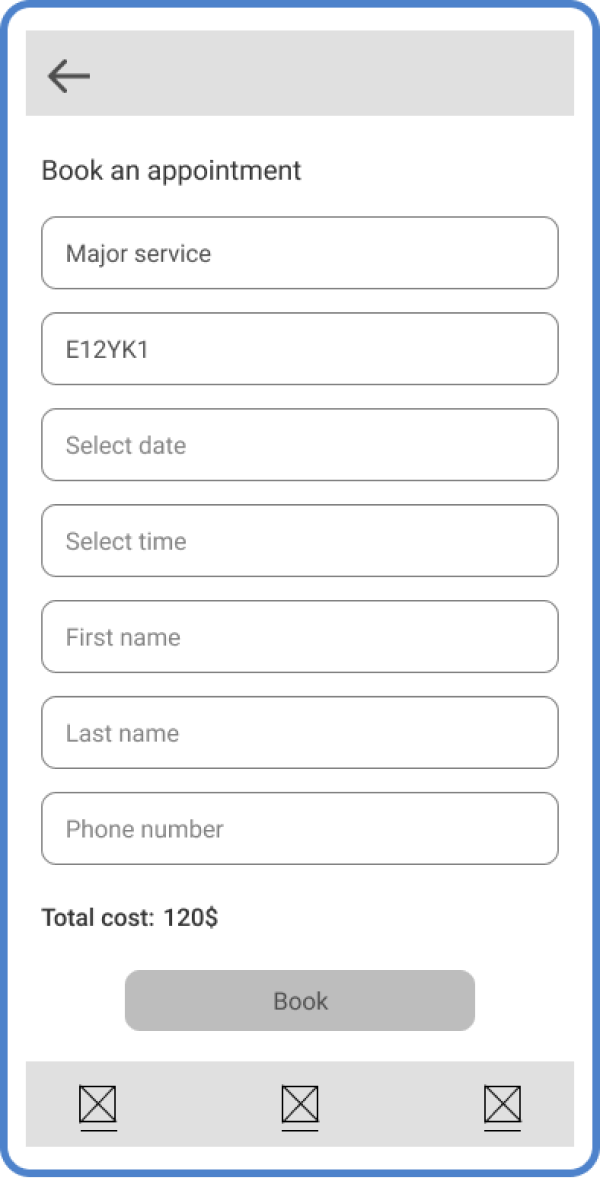 Book an appointment
Major service
E12YK1
Select date
Select time
First name
Last name
Phone number
Total cost: 120$
Book